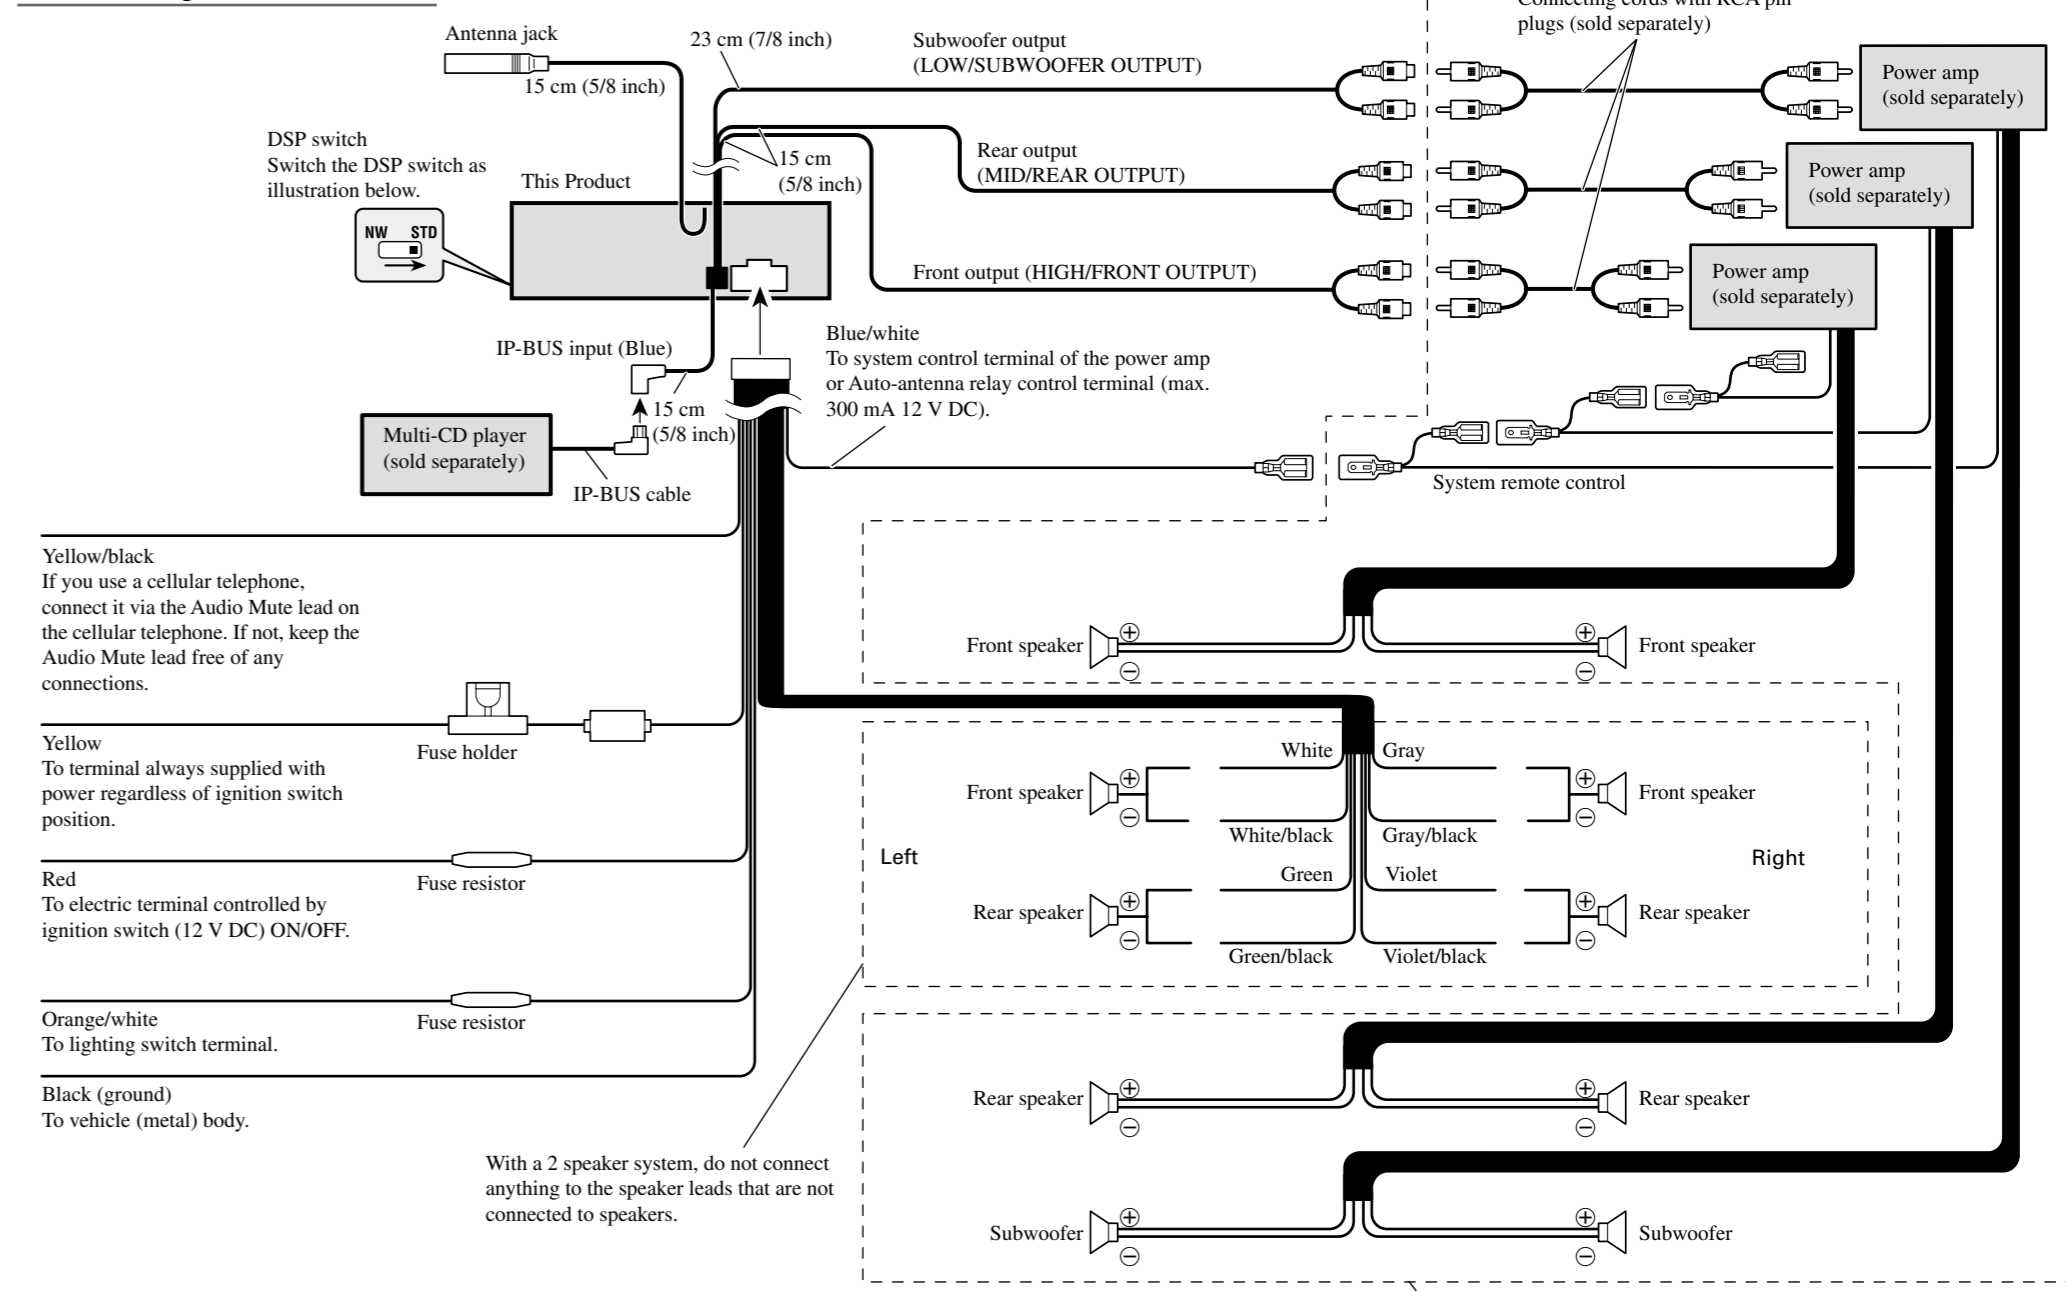 Connecting cords with RCA pin
plugs (sold separately)
Antenna jack
15 cm (5/8 inch)
23 cm (7/8 inch)
Subwoofer output
(LOW/SUBWOOFER OUTPUT)
Power amp
(sold separately)
DSP switch
Switch the DSP switch as
illustration below.
NW STD
This Product
15 cm
(5/8 inch)
Rear output
(MID/REAR OUTPUT)
Power amp
(sold separately)
Front output (HIGH/FRONT OUTPUT)
Power amp
(sold separately)
IP-BUS input (Blue)
15 cm
(5/8 inch)
Multi-CD player
(sold separately)
IP-BUS cable
Blue/white
To system control terminal of the power amp
or Auto-antenna relay control terminal (max.
300 mA 12 V DC).
System remote control
Yellow/black
If you use a cellular telephone,
connect it via the Audio Mute lead on
the cellular telephone. If not, keep the
Audio Mute lead free of any
connections.
Fuse holder
Yellow
To terminal always supplied with
power regardless of ignition switch
position.
Fuse resistor
Red
To electric terminal controlled by
ignition switch (12 V DC) ON/OFF.
Fuse resistor
Orange/white
To lighting switch terminal.
Black (ground)
To vehicle (metal) body.
Front speaker + − + − Front speaker
White Gray
Front speaker + − + − Front speaker
White/black Gray/black
Left Right
Green Violet
Rear speaker + − + − Rear speaker
Green/black Violet/black
Rear speaker + − + − Rear speaker
With a 2 speaker system, do not connect
anything to the speaker leads that are not
connected to speakers.
Subwoofer + − + − Subwoofer